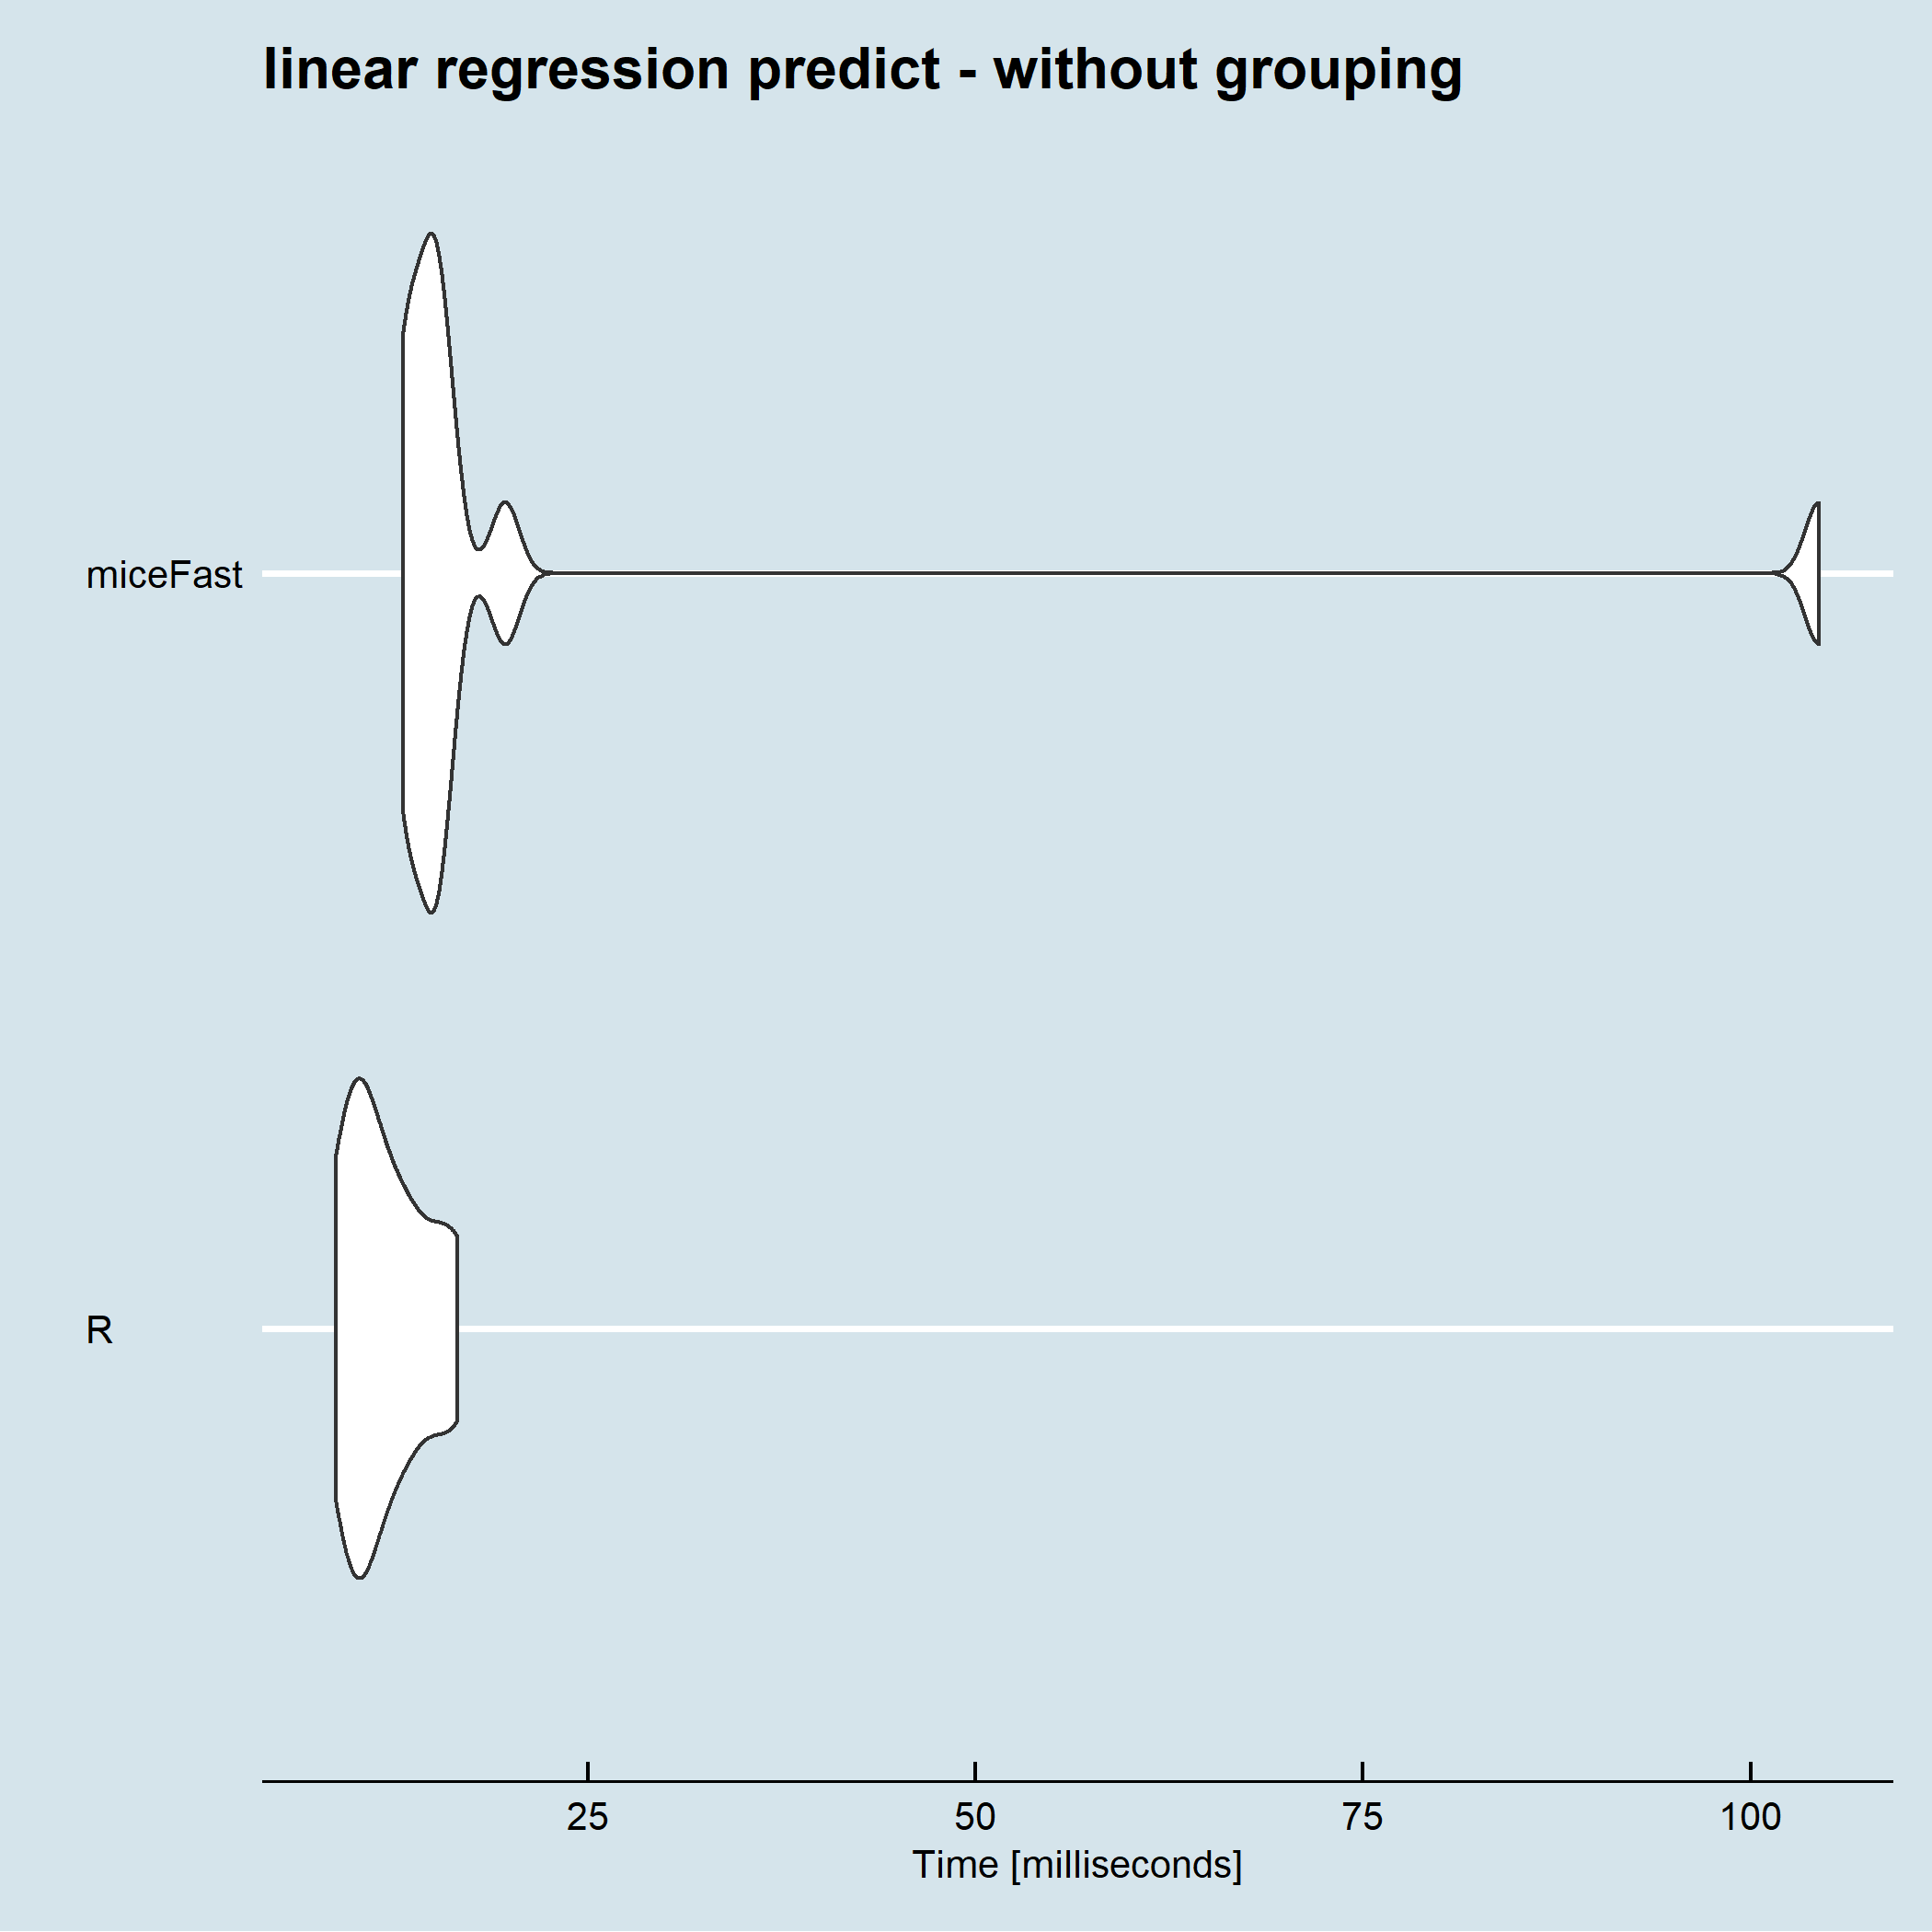 linear regression predict - without grouping
miceFast
R
25 50 75 100
Time [milliseconds]